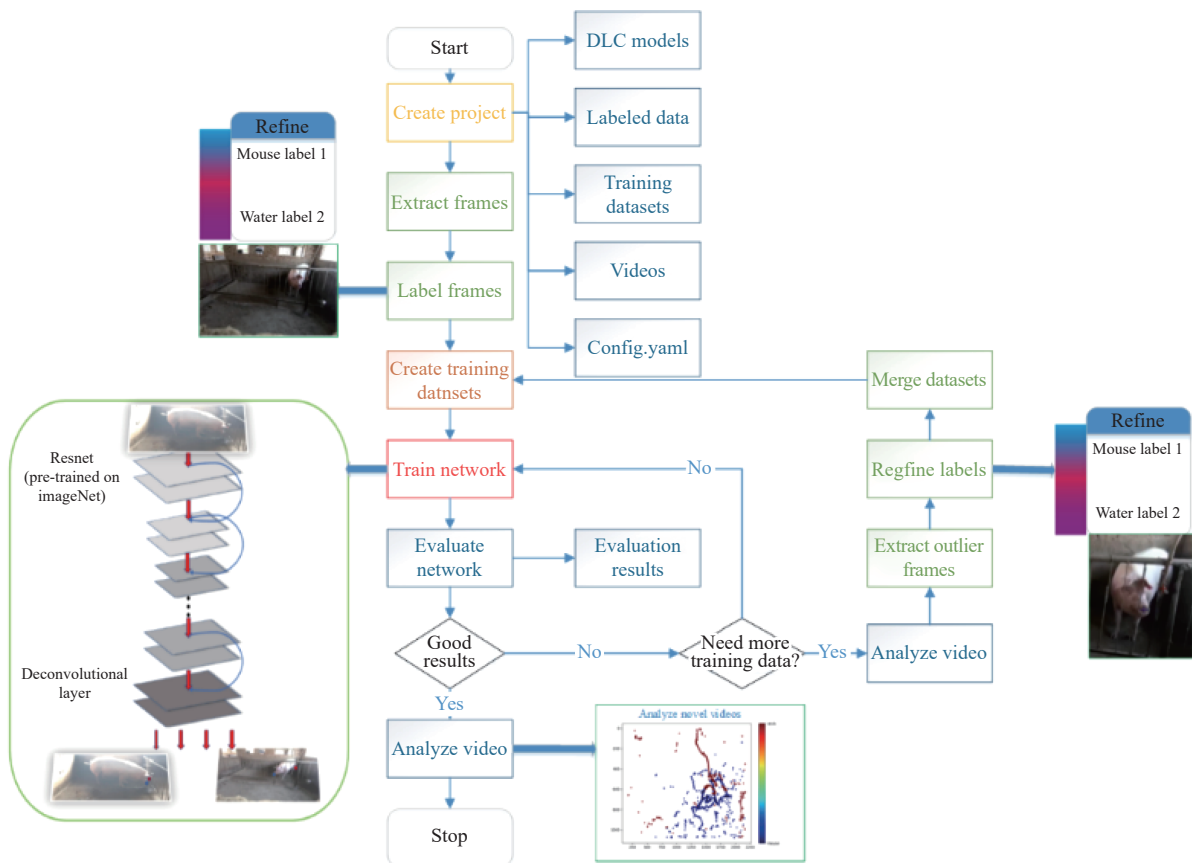 Start
DLC models
Create project
Labeled data
Refine
Mouse label 1
Water label 2
Extract frames
Training
datasets
Label frames
Videos
Config.yaml
Create training
datnsets
Merge datasets
Refine
Mouse label 1
Water label 2
Resnet
(pre-trained on
imageNet)
Train network
No
Regfine labels
Evaluate
network
Evaluation
results
Extract outlier
frames
Good
results
No
Need more
training data?
Yes
Analyze video
Deconvolutional
layer
Yes
Analyze video
Analyze novel videos
Stop